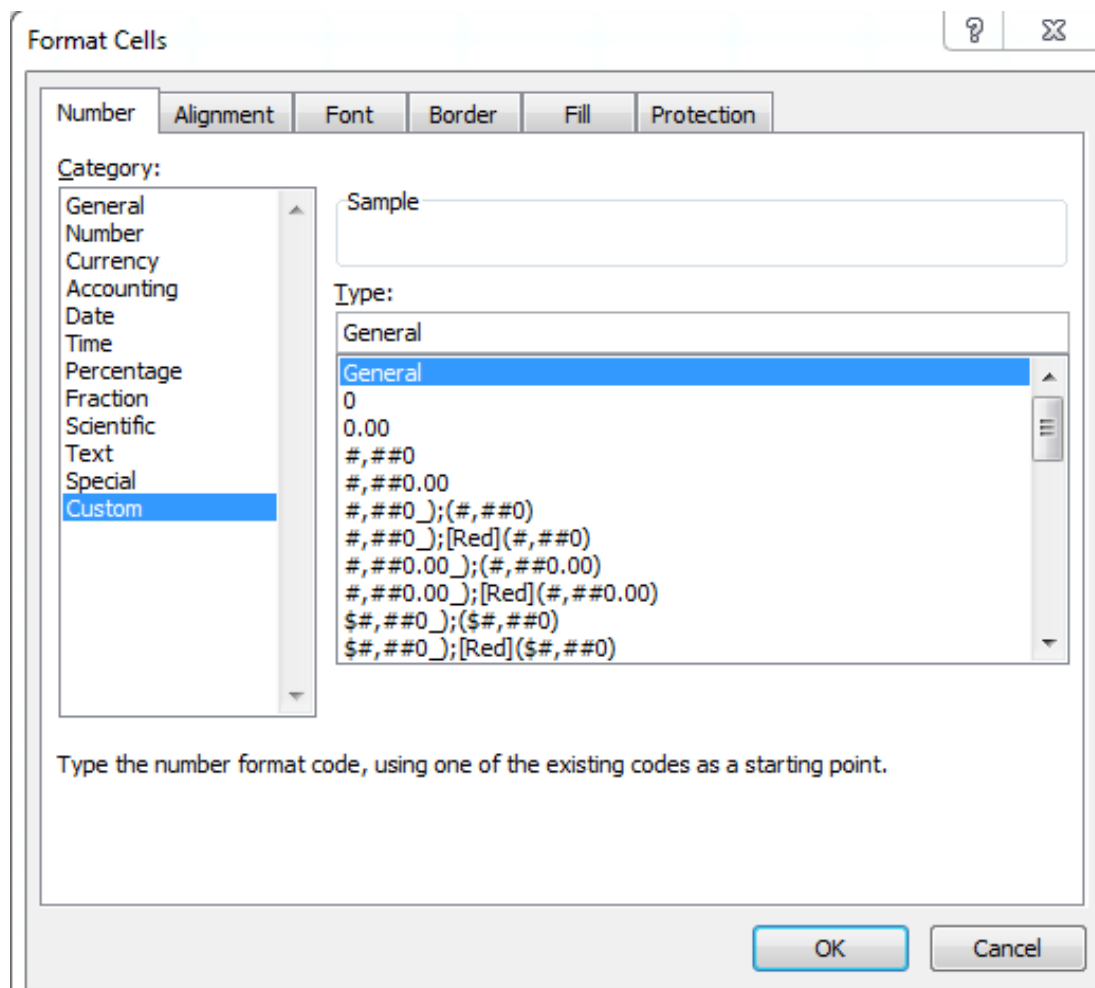 Format Cells
Number Alignment Font Border Fill Protection
Category:
General
Number
Currency
Accounting
Date
Time
Percentage
Fraction
Scientific
Text
Special
Custom
Sample
Type:
General
General
0
0.00
#,##0
#,##0.00
#,##0_);(#,##0)
#,##0_);[Red](#,##0)
#,##0.00_);(#,##0.00)
#,##0.00_);[Red](#,##0.00)
$#,##0_);($#,##0)
$#,##0_);[Red]($#,##0)
Type the number format code, using one of the existing codes as a starting point.
OK Cancel